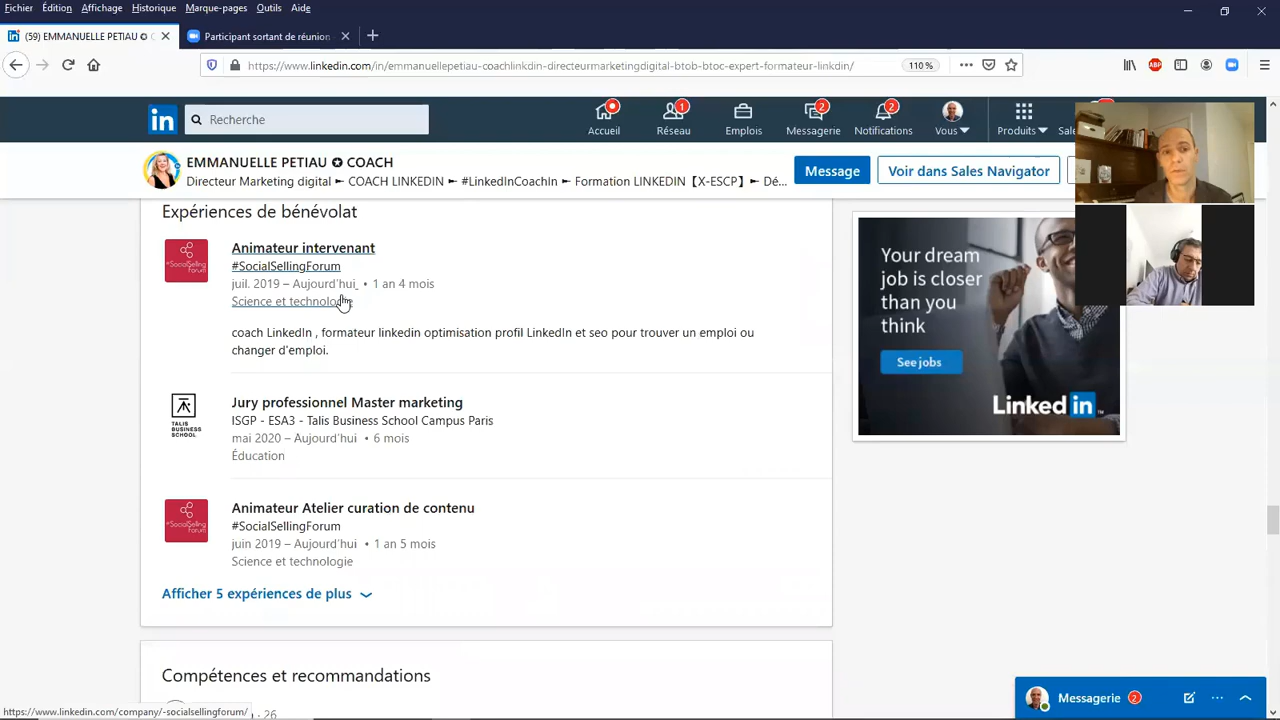 Fichier Édition Affichage Historique Marque-pages Outils Aide
(59) EMMANUELLE PETIAU ✪ C
Participant sortant de réunion
https://www.linkedin.com/in/emmanuellepetiau-coachlinkdin-directeurmarketingdigital-btob-btoc-expert-formateur-linkdin/
110 %
ABP
in
Recherche
1
2
2
Accueil
Réseau
Emplois
Messagerie
Notifications
Vous
Produits
EMMANUELLE PETIAU ✪ COACH
Directeur Marketing digital ➳ COACH LINKEDIN ➳ #LinkedInCoachIn ➳ Formation LINKEDIN 【X-ESCP】 ➳ Dé...
Message
Voir dans Sales Navigator
Expériences de bénévolat
Animateur intervenant
#SocialSellingForum
juil. 2019 – Aujourd'hui • 1 an 4 mois
Science et technologie
coach LinkedIn , formateur linkedin optimisation profil LinkedIn et seo pour trouver un emploi ou
changer d'emploi.
Jury professionnel Master marketing
ISGP - ESA3 - Talis Business School Campus Paris
mai 2020 – Aujourd'hui • 6 mois
Éducation
TALIS
BUSINESS
SCHOOL
Animateur Atelier curation de contenu
#SocialSellingForum
juin 2019 – Aujourd'hui • 1 an 5 mois
Science et technologie
Afficher 5 expériences de plus
Compétences et recommandations
· 26
Your dream
job is closer
than you
think
See jobs
Linked in
Messagerie 2
https://www.linkedin.com/company/-socialsellingforum/